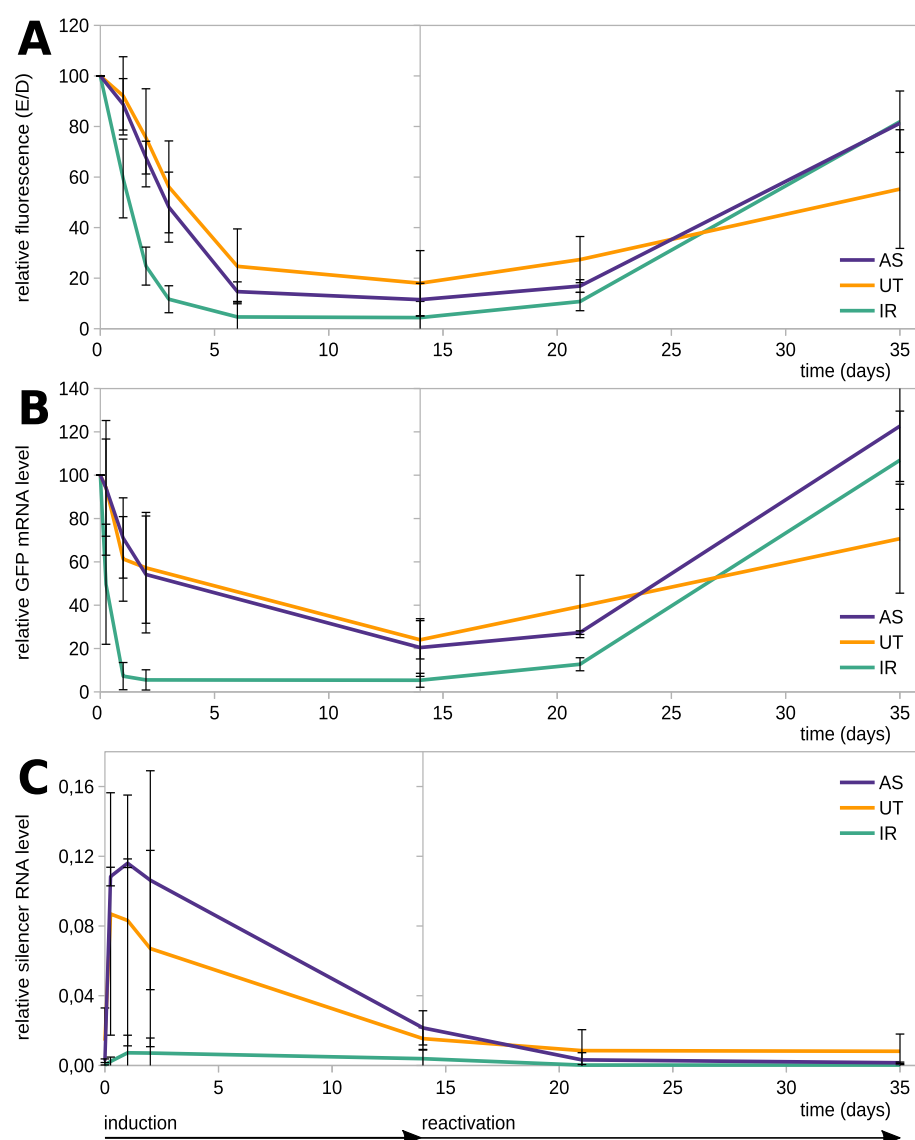 A
relative fluorescence (E/D)
120
100
80
60
40
20
0
0 5 10 15 20 25 30 35
time (days)
AS
UT
IR
B
relative GFP mRNA level
140
120
100
80
60
40
20
0
0 5 10 15 20 25 30 35
time (days)
AS
UT
IR
C
relative silencer RNA level
0,16
0,12
0,08
0,04
0,00
0 5 10 15 20 25 30 35
time (days)
AS
UT
IR
induction reactivation